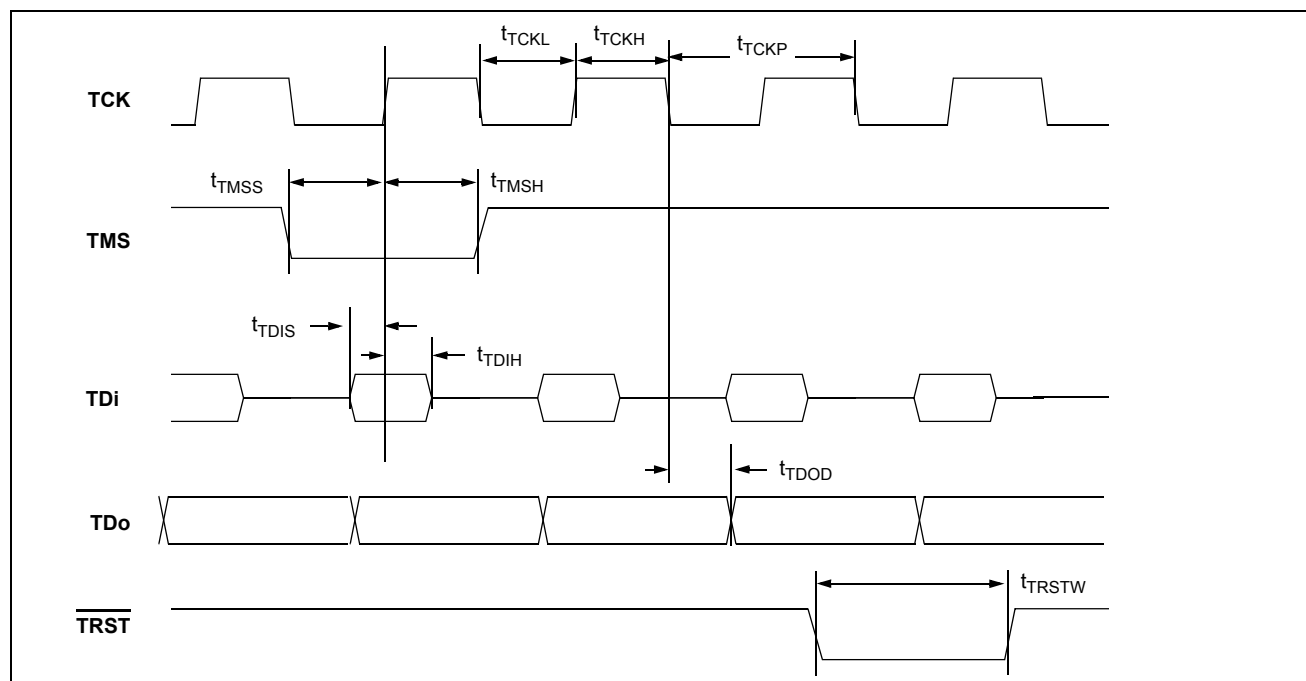 tTCKL tTCKH tTCKP
TCK
tTMSS tTMSH
TMS
tTDIS
tTDIH
TDi
tTDOD
TDo
tTRSTW
TRST